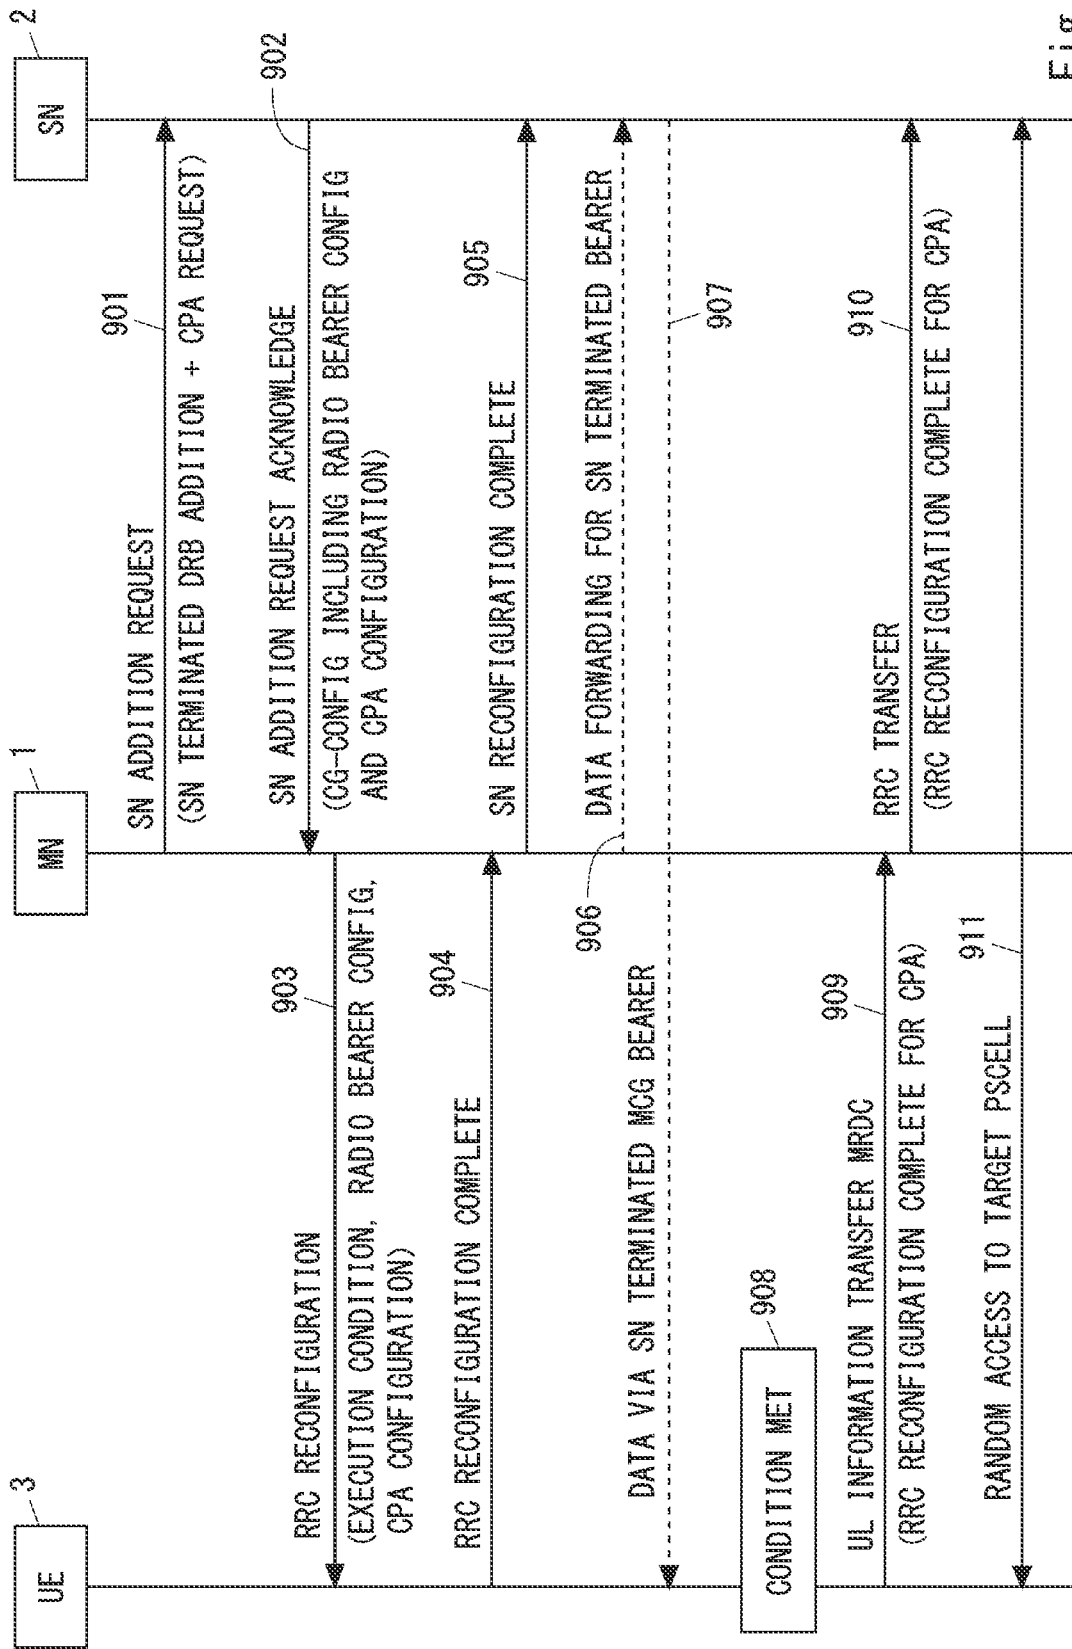 UE
3
MN
1
SN
2
SN ADDITION REQUEST
(SN TERMINATED DRB ADDITION + CPA REQUEST)
901
SN ADDITION REQUEST ACKNOWLEDGE
(CG-CONFIG INCLUDING RADIO BEARER CONFIG
AND CPA CONFIGURATION)
902
RRC RECONFIGURATION
(EXECUTION CONDITION, RADIO BEARER CONFIG,
CPA CONFIGURATION)
903
RRC RECONFIGURATION COMPLETE
904
SN RECONFIGURATION COMPLETE
905
DATA FORWARDING FOR SN TERMINATED BEARER
906
DATA VIA SN TERMINATED MCG BEARER
907
CONDITION MET
908
UL INFORMATION TRANSFER MRDC
(RRC RECONFIGURATION COMPLETE FOR CPA)
909
RRC TRANSFER
(RRC RECONFIGURATION COMPLETE FOR CPA)
910
RANDOM ACCESS TO TARGET PSCELL
911
Fig